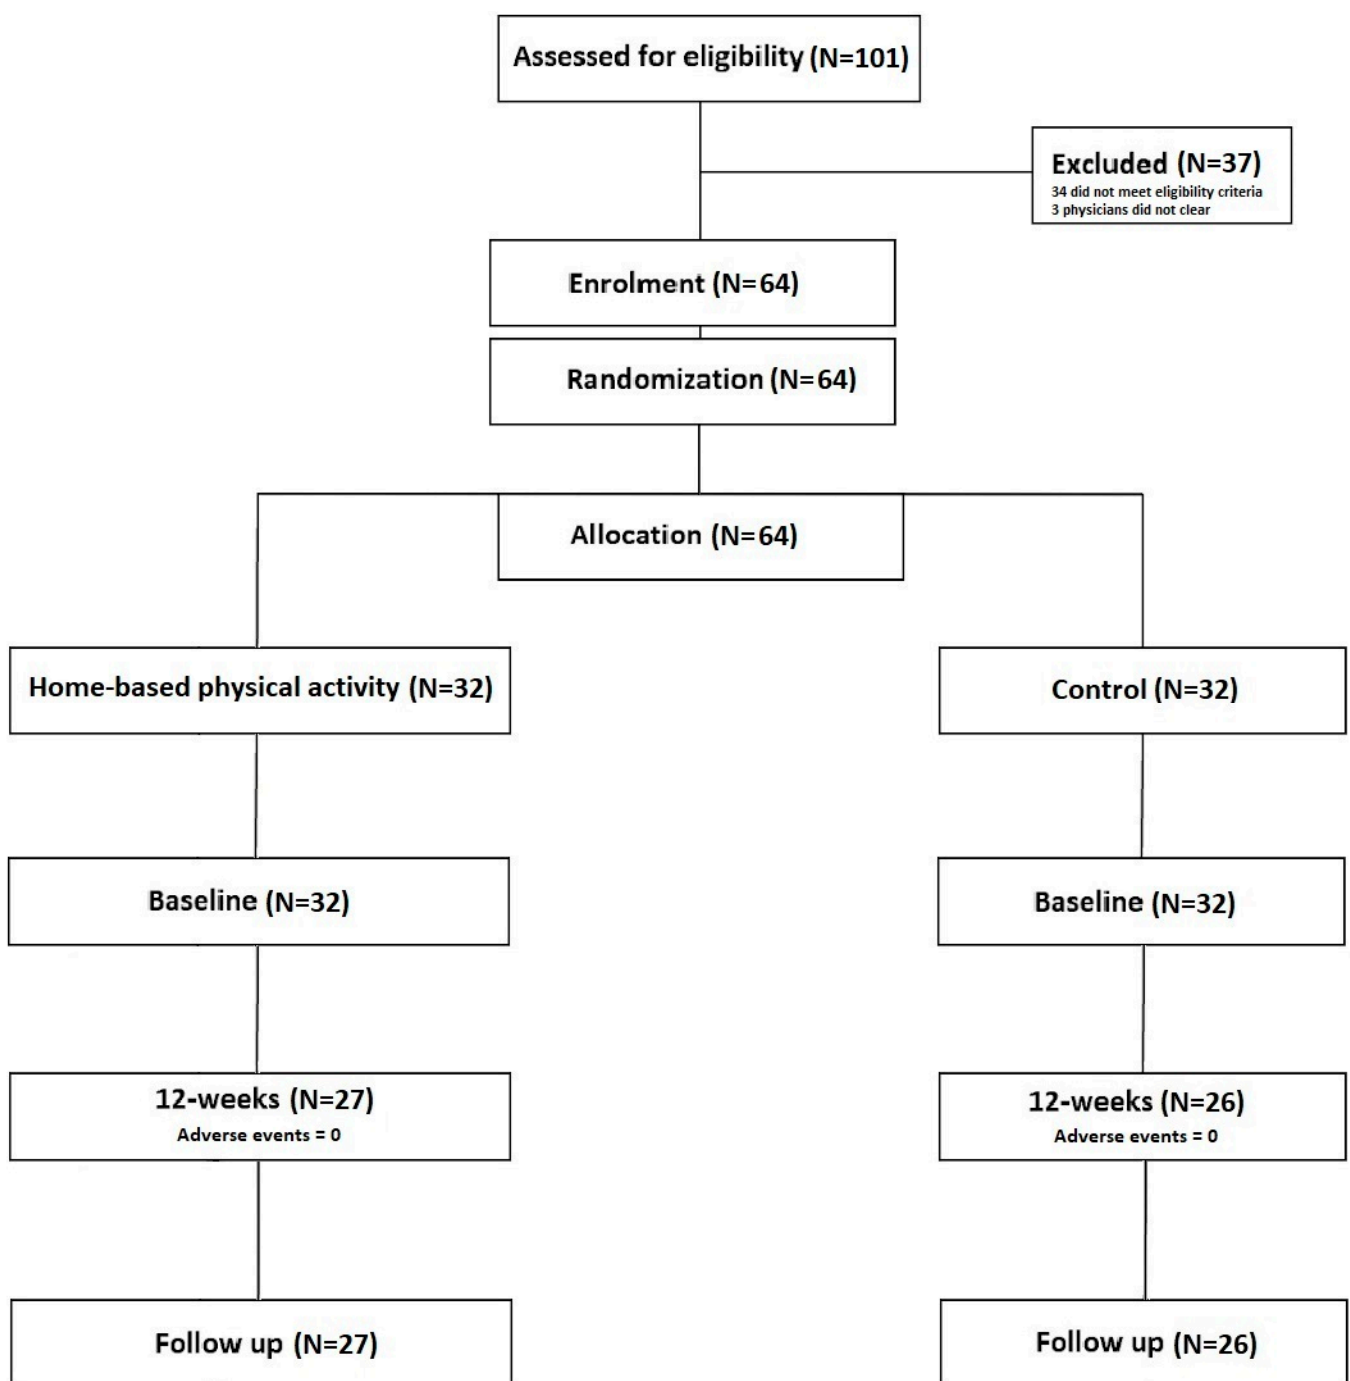 Assessed for eligibility (N=101)
Excluded (N=37)
34 did not meet eligibility criteria
3 physicians did not clear
Enrolment (N=64)
Randomization (N=64)
Allocation (N=64)
Home-based physical activity (N=32)
Control (N=32)
Baseline (N=32)
Baseline (N=32)
12-weeks (N=27)
Adverse events = 0
12-weeks (N=26)
Adverse events = 0
Follow up (N=27)
Follow up (N=26)